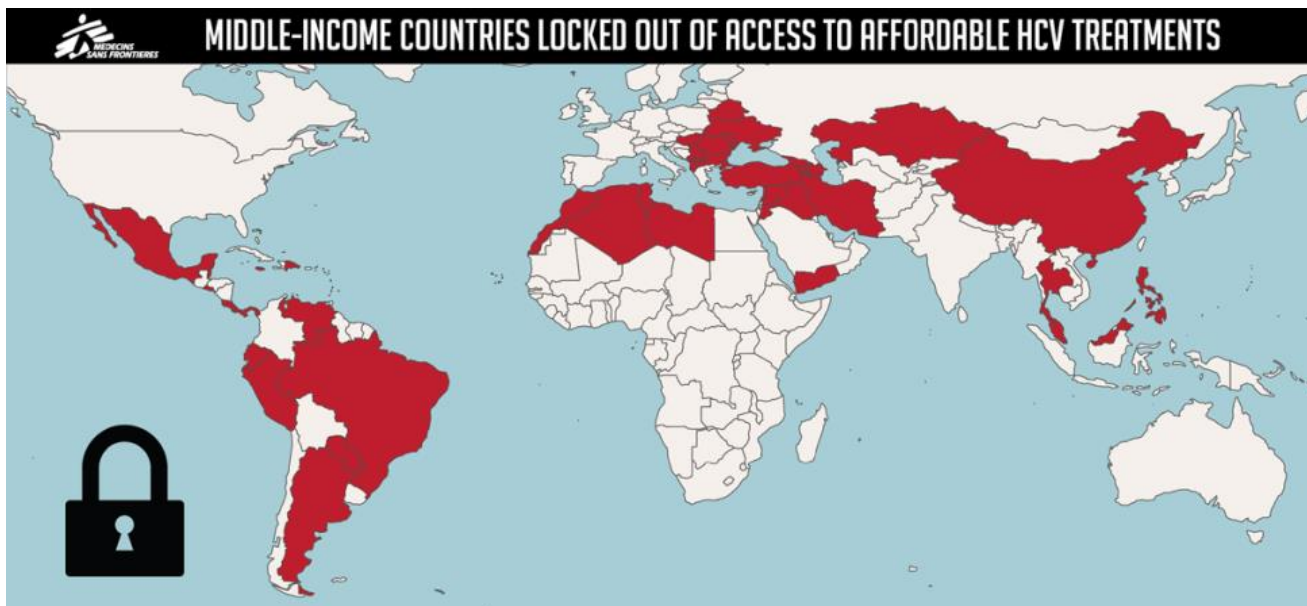 MEDECINS
SANS FRONTIERES
MIDDLE-INCOME COUNTRIES LOCKED OUT OF ACCESS TO AFFORDABLE HCV TREATMENTS